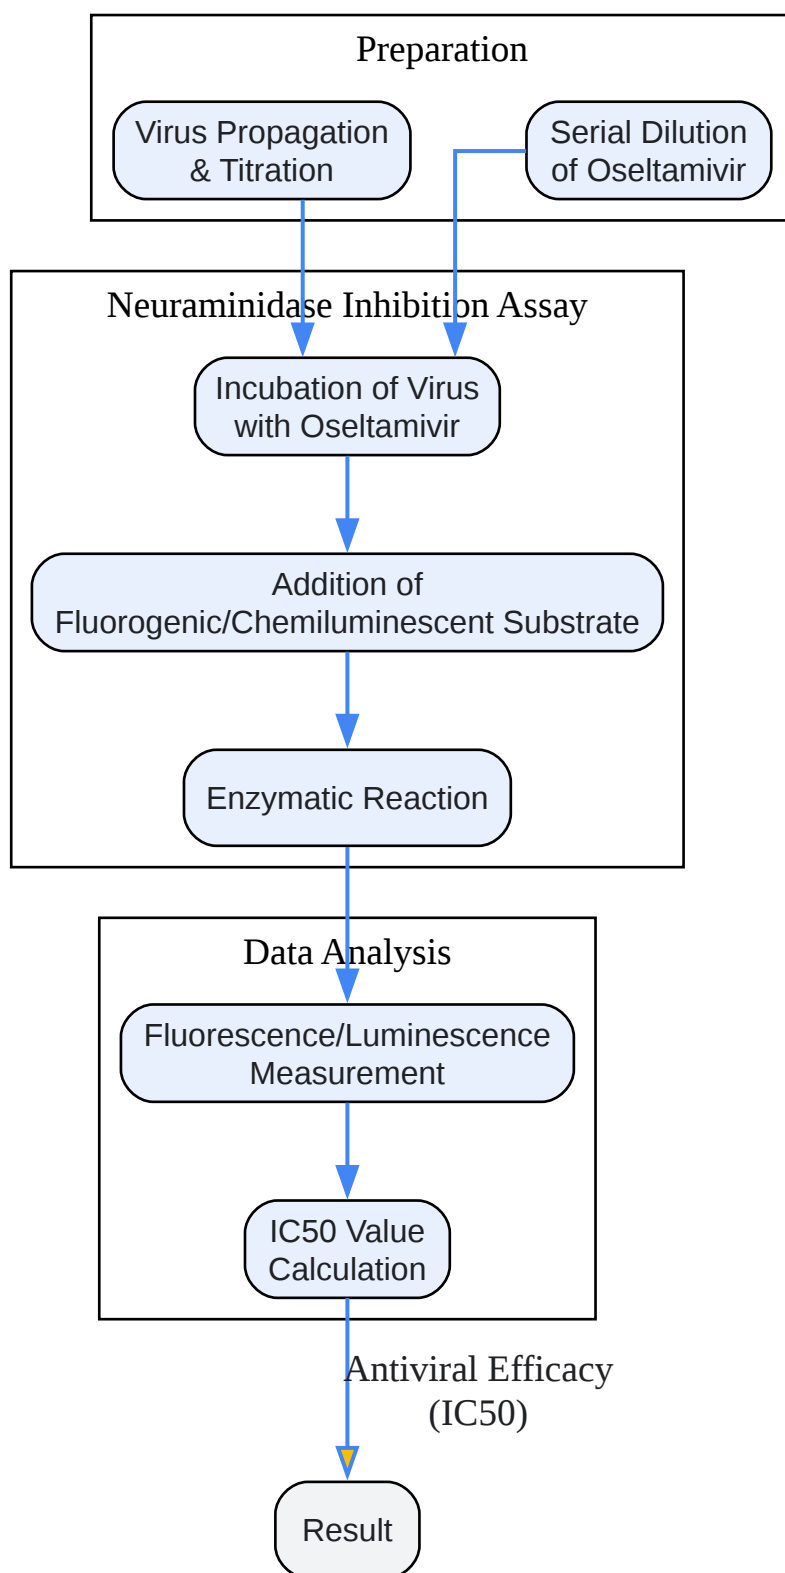 Preparation
Virus Propagation
& Titration
Serial Dilution
of Oseltamivir
Neuraminidase Inhibition Assay
Incubation of Virus
with Oseltamivir
Addition of
Fluorogenic/Chemiluminescent Substrate
Enzymatic Reaction
Data Analysis
Fluorescence/Luminescence
Measurement
IC50 Value
Calculation
Antiviral Efficacy
(IC50)
Result